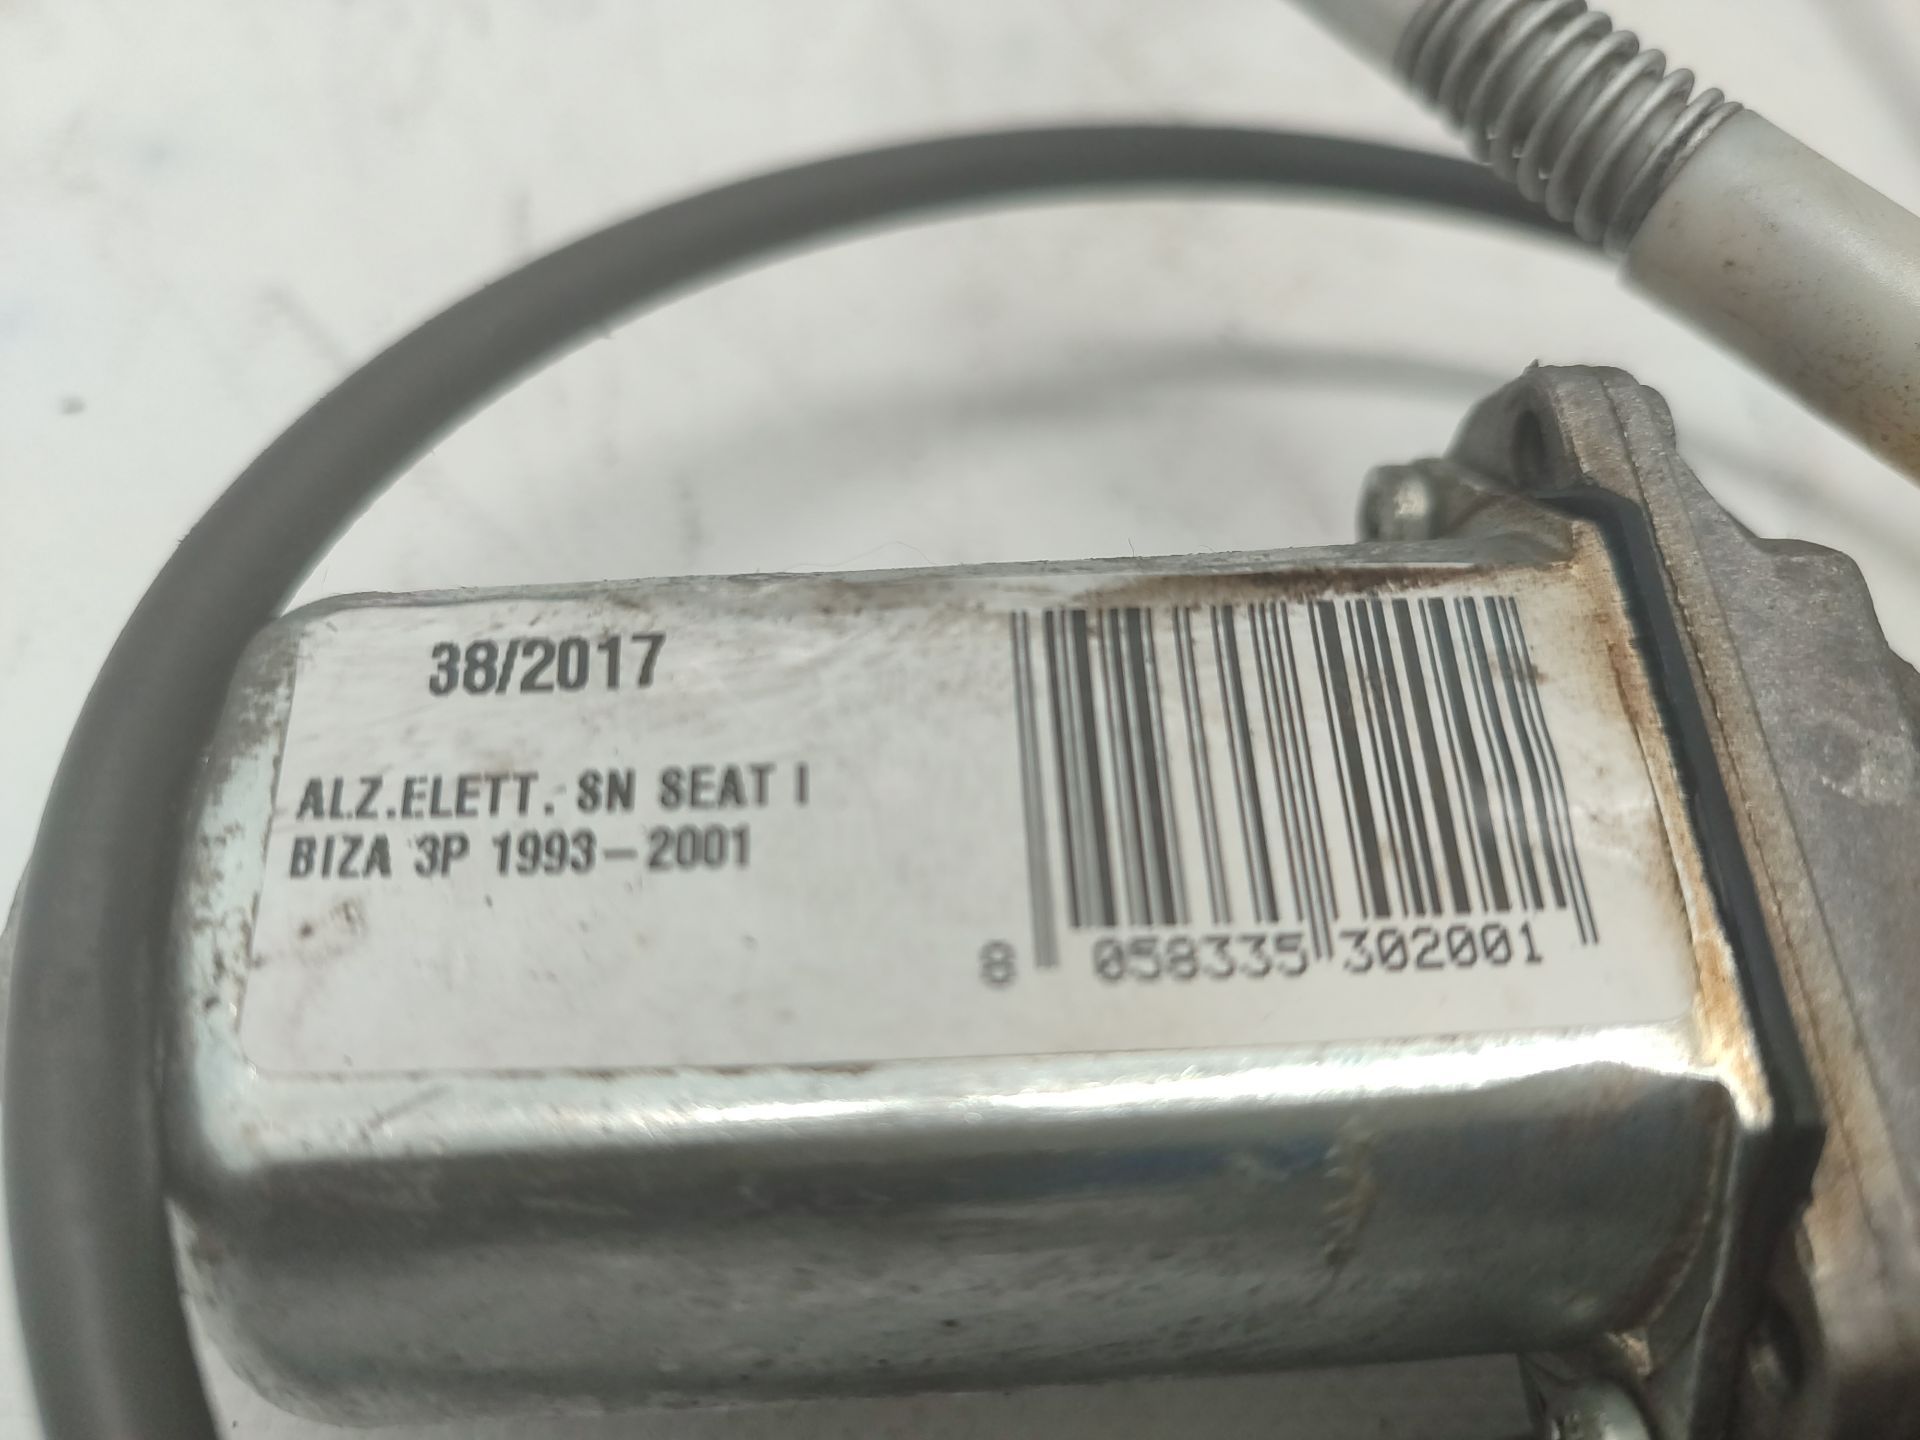 38/2017
ALZ.ELETT. SN SEAT I
BIZA 3P 1993-2001
8 058335 302001